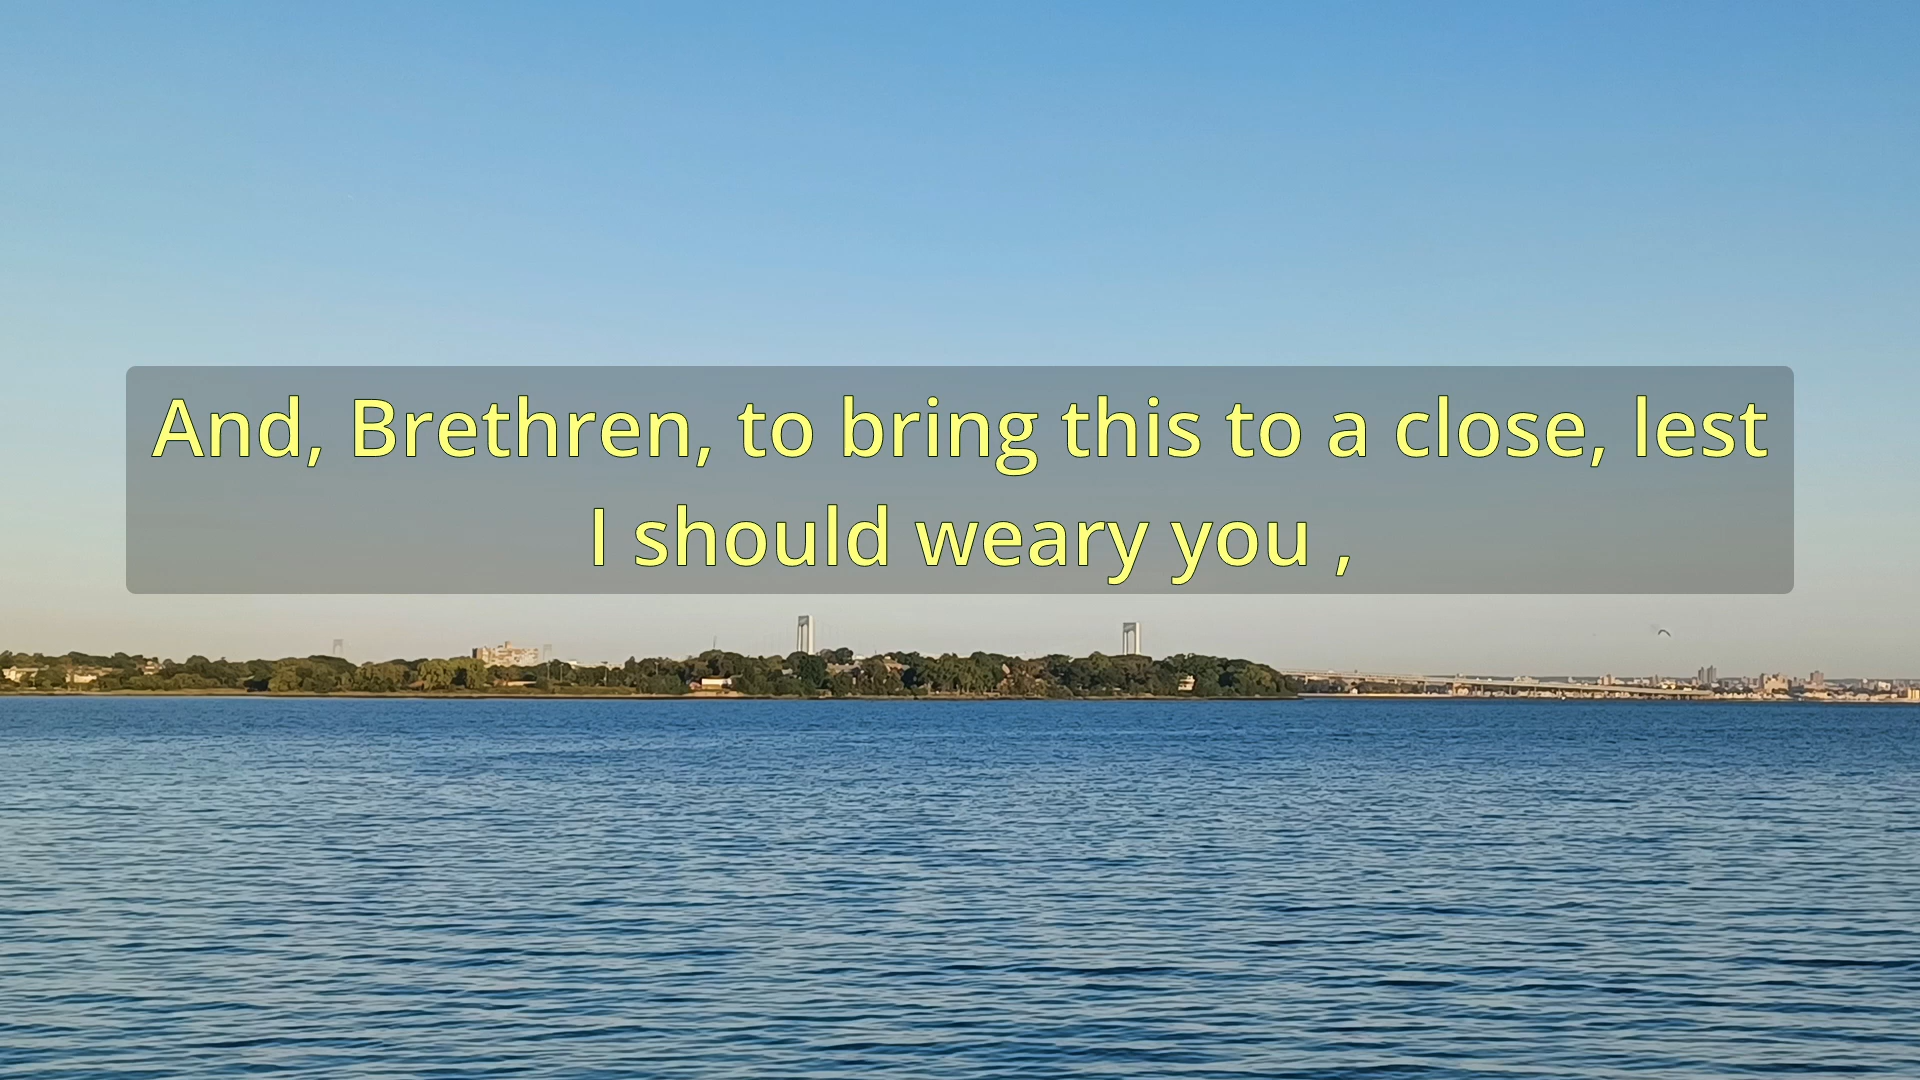 And, Brethren, to bring this to a close, lest
I should weary you ,